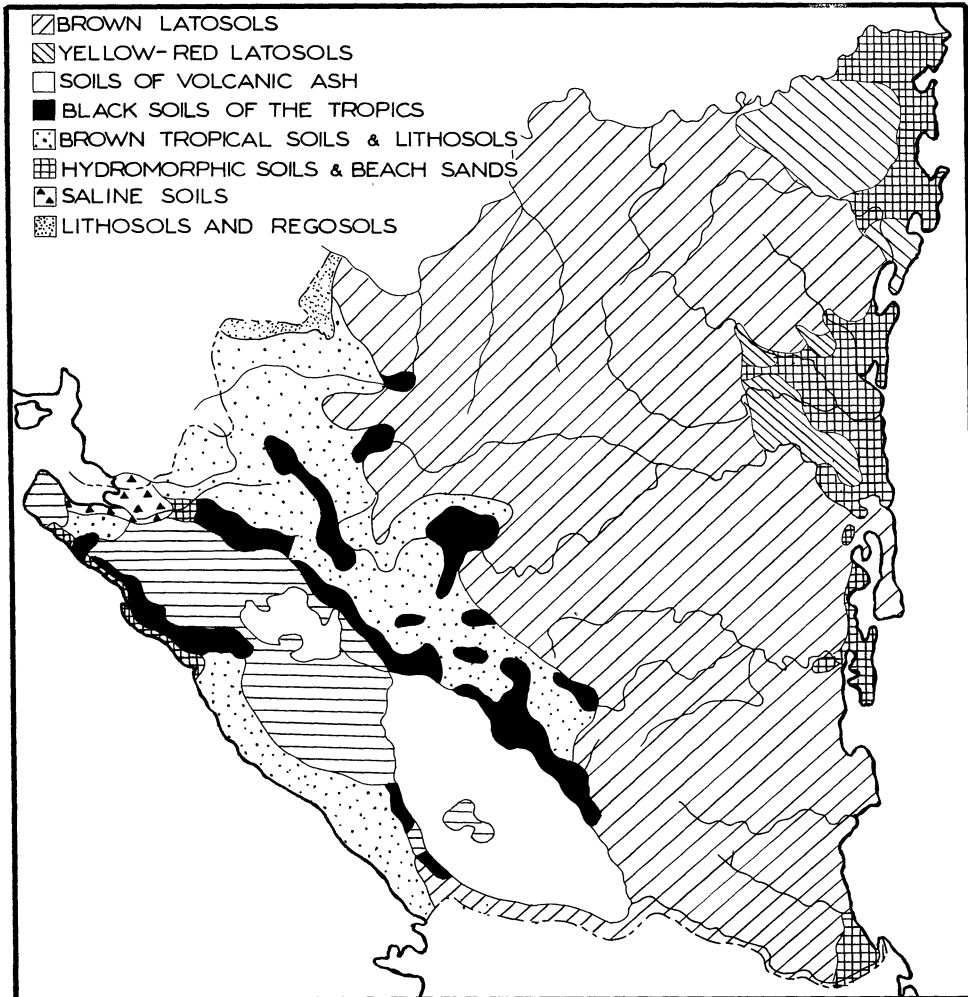 BROWN LATOSOLS
YELLOW-RED LATOSOLS
SOILS OF VOLCANIC ASH
BLACK SOILS OF THE TROPICS
BROWN TROPICAL SOILS & LITHOSOLS
HYDROMORPHIC SOILS & BEACH SANDS
SALINE SOILS
LITHOSOLS AND REGOSOLS